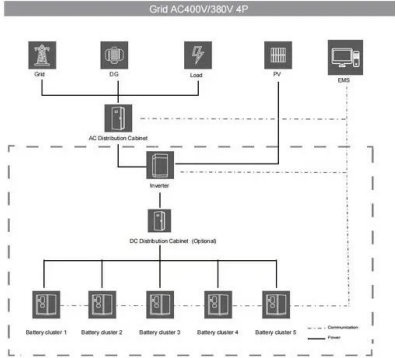 Grid AC400V/380V 4P
Grid
DG
Load
PV
EMS
AC Distribution Cabinet
Inverter
DC Distribution Cabinet (Optional)
Battery cluster 1
Battery cluster 2
Battery cluster 3
Battery cluster 4
Battery cluster 5
Communication
Power